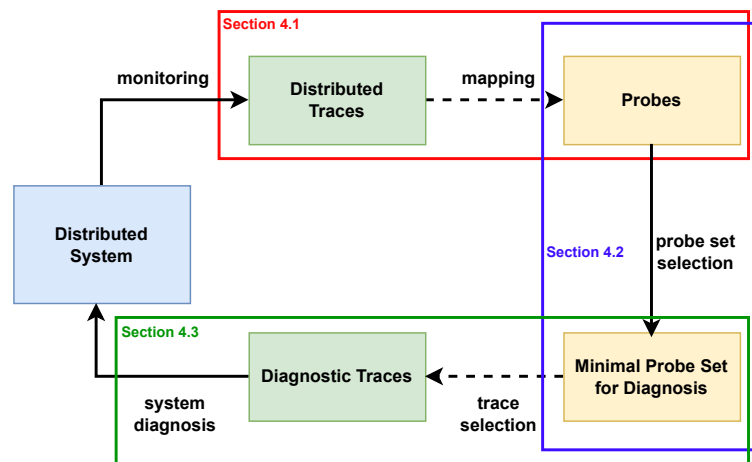 Section 4.1
monitoring
Distributed
Traces
mapping
Probes
Distributed
System
Section 4.2
probe set
selection
Section 4.3
Diagnostic Traces
Minimal Probe Set
for Diagnosis
system
diagnosis
trace
selection